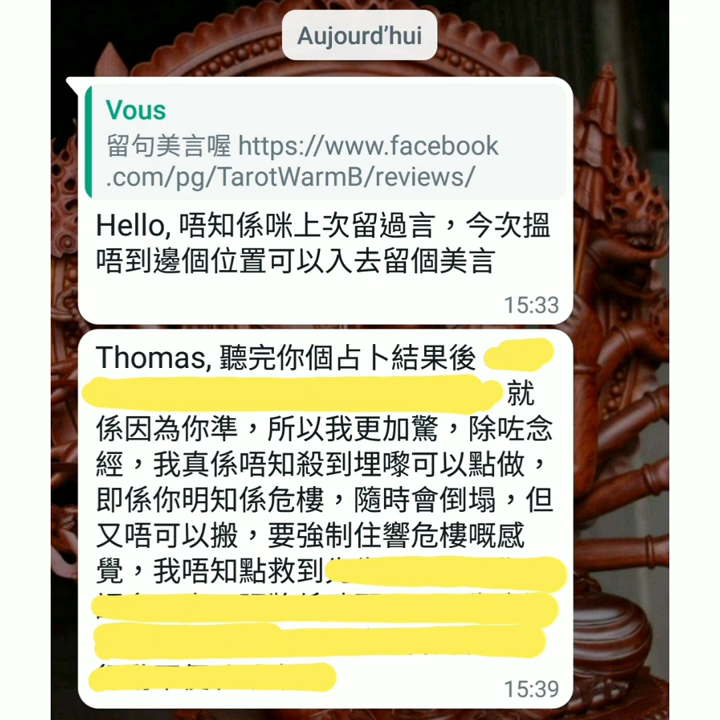 Aujourd'hui
Vous
留句美言喔 https://www.facebook
.com/pg/TarotWarmB/reviews/
Hello, 唔知係咪上次留過言，今次搵
唔到邊個位置可以入去留個美言
15:33
Thomas, 聽完你個占卜結果後
就
係因為你準，所以我更加驚，除咗念
經，我真係唔知殺到埋嚟可以點做，
即係你明知係危樓，隨時會倒塌，但
又唔可以搬，要強制住響危樓嘅感
覺，我唔知點救到
15:39